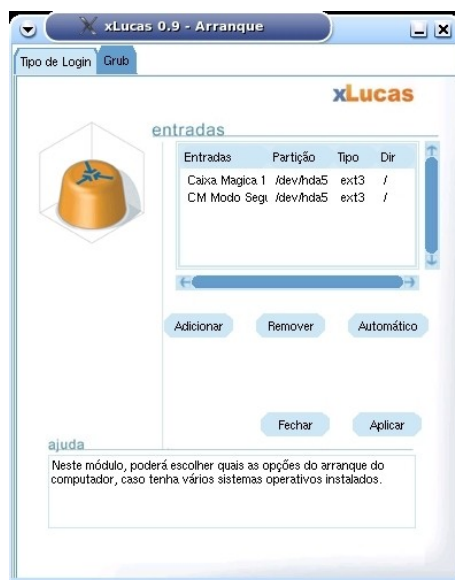 xLucas 0.9 - Arranque
Tipo de Login Grub
xLucas
entradas
Entradas Partição Tipo Dir
Caixa Magica 1 /dev/hda5 ext3 /
CM Modo Segu /dev/hda5 ext3 /
Adicionar Remover Automático
Fechar Aplicar
ajuda
Neste módulo, poderá escolher quais as opções do arranque do
computador, caso tenha vários sistemas operativos instalados.